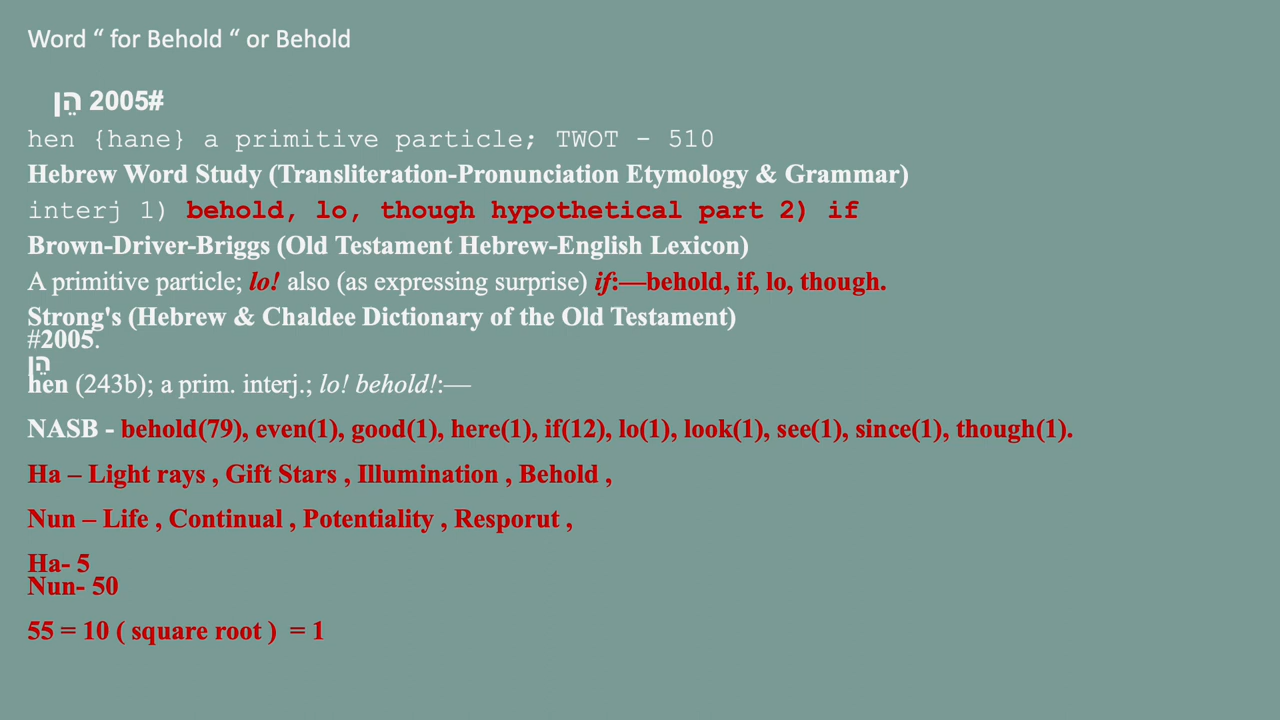 Word “ for Behold “ or Behold
הֵן 2005#
hen {hane} a primitive particle; TWOT - 510
Hebrew Word Study (Transliteration-Pronunciation Etymology & Grammar)
interj 1) behold, lo, though hypothetical part 2) if
Brown-Driver-Briggs (Old Testament Hebrew-English Lexicon)
A primitive particle; lo! also (as expressing surprise) if:—behold, if, lo, though.
Strong's (Hebrew & Chaldee Dictionary of the Old Testament)
#2005.
הֵן
hen (243b); a prim. interj.; lo! behold!:—
NASB - behold(79), even(1), good(1), here(1), if(12), lo(1), look(1), see(1), since(1), though(1).
Ha – Light rays , Gift Stars , Illumination , Behold ,
Nun – Life , Continual , Potentiality , Resporut ,
Ha- 5
Nun- 50
55 = 10 ( square root ) = 1